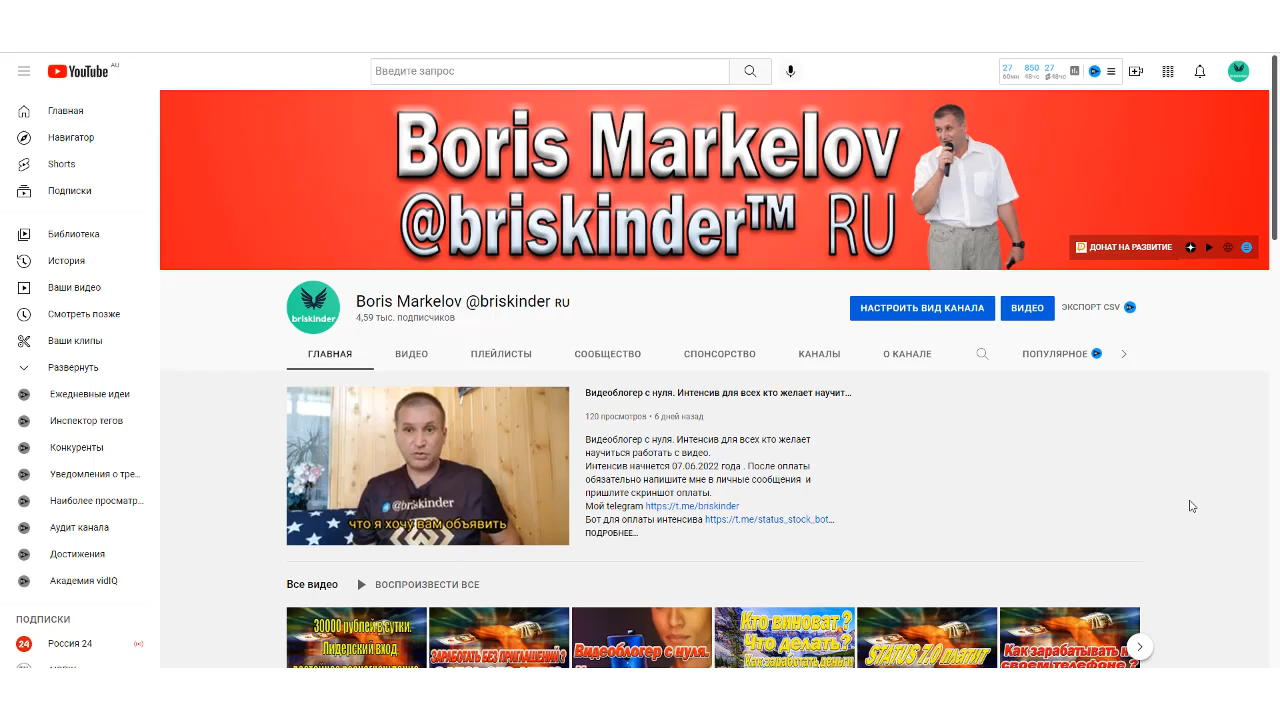 YouTube AU
Введите запрос
27 850 27
60мн 48чс 48чс
Главная
Навигатор
Shorts
Подписки
Библиотека
История
Ваши видео
Смотреть позже
Ваши клипы
Развернуть
Ежедневные идеи
Инспектор тегов
Конкуренты
Уведомления о тре...
Наиболее просматр...
Аудит канала
Достижения
Академия vidIQ
ПОДПИСКИ
24 Россия 24
Boris Markelov
@briskinder™ RU
ДОНАТ НА РАЗВИТИЕ
briskinder
Boris Markelov @briskinder RU
4,59 тыс. подписчиков
НАСТРОИТЬ ВИД КАНАЛА
ВИДЕО
ЭКСПОРТ CSV
ГЛАВНАЯ ВИДЕО ПЛЕЙЛИСТЫ СООБЩЕСТВО СПОНСОРСТВО КАНАЛЫ О КАНАЛЕ ПОПУЛЯРНОЕ
@briskinder
что я хочу вам объявить
Видеоблогер с нуля. Интенсив для всех кто желает научит...
120 просмотров • 6 дней назад
Видеоблогер с нуля. Интенсив для всех кто желает
научиться работать с видео.
Интенсив начнется 07.06.2022 года . После оплаты
обязательно напишите мне в личные сообщения и
пришлите скриншот оплаты.
Мой telegram https://t.me/briskinder
Бот для оплаты интенсива https://t.me/status_stock_bot...
ПОДРОБНЕЕ...
Все видео ВОСПРОИЗВЕСТИ ВСЕ
30000 рублей в сутки.
Лидерский вход.
ЗАРАБОТАТЬ БЕЗ ПРИГЛАШЕНИЙ?
Видеоблогер с нуля.
Кто виноват?
Что делать?
Как заработать деньги
STATUS 7.0 платит
Как зарабатывать на
своем телефоне?